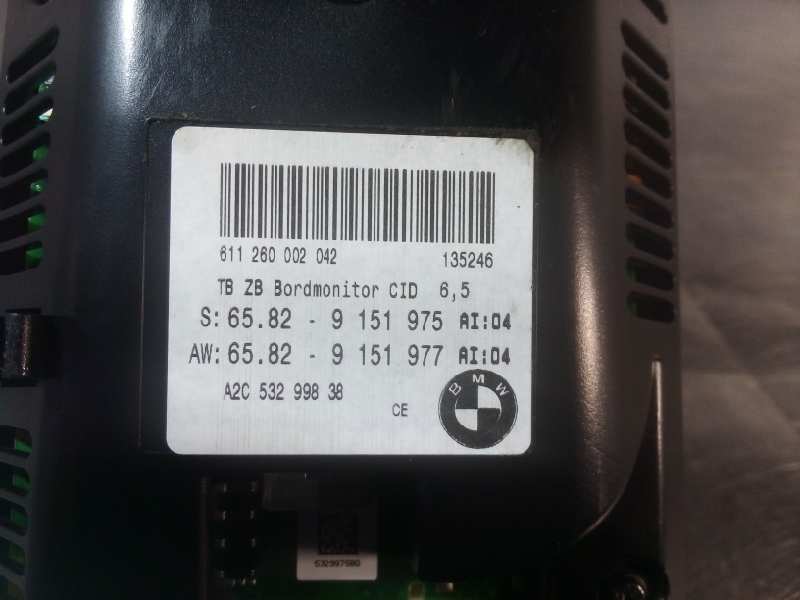 611 260 002 042 135246
TB ZB Bordmonitor CID 6,5
S: 65.82 - 9 151 975 AI:04
AW: 65.82 - 9 151 977 AI:04
A2C 532 998 38
CE
BMW